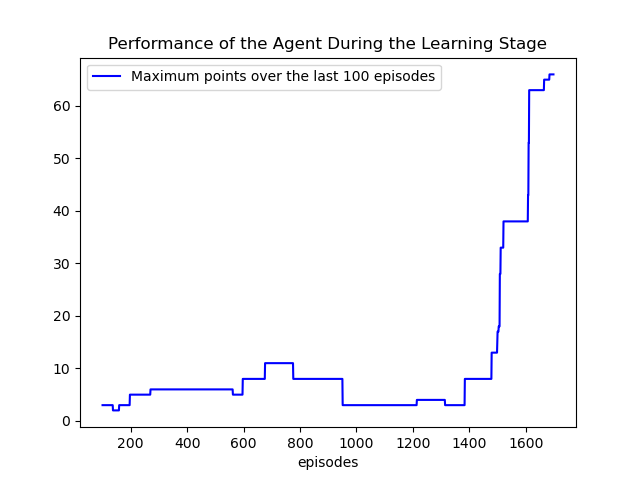 Performance of the Agent During the Learning Stage
Maximum points over the last 100 episodes
60
50
40
30
20
10
0
200 400 600 800 1000 1200 1400 1600
episodes